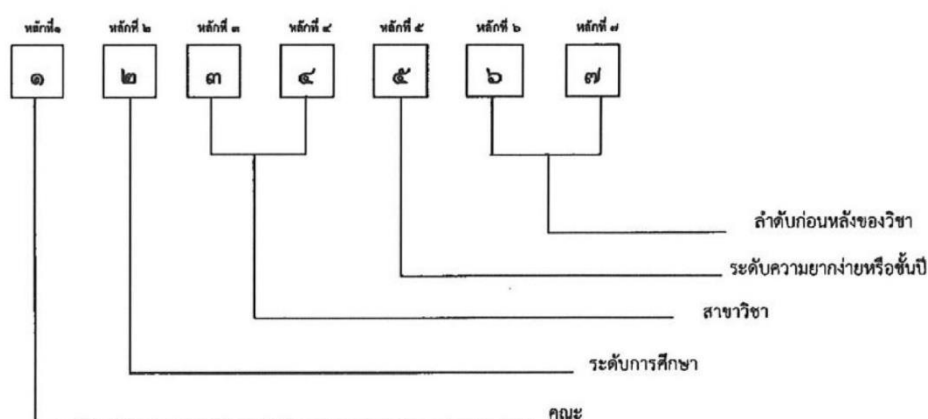 หลักที่๑ หลักที่ ๒ หลักที่ ๓ หลักที่ ๔ หลักที่ ๕ หลักที่ ๖ หลักที่ ๗
๑ ๒ ๓ ๔ ๕ ๖ ๗
ลำดับก่อนหลังของวิชา
ระดับความยากง่ายหรือชั้นปี
สาขาวิชา
ระดับการศึกษา
คณะ